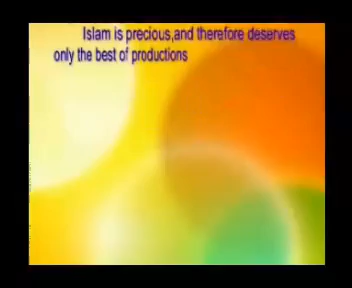 Islam is precious,and therefore deserves
only the best of productions